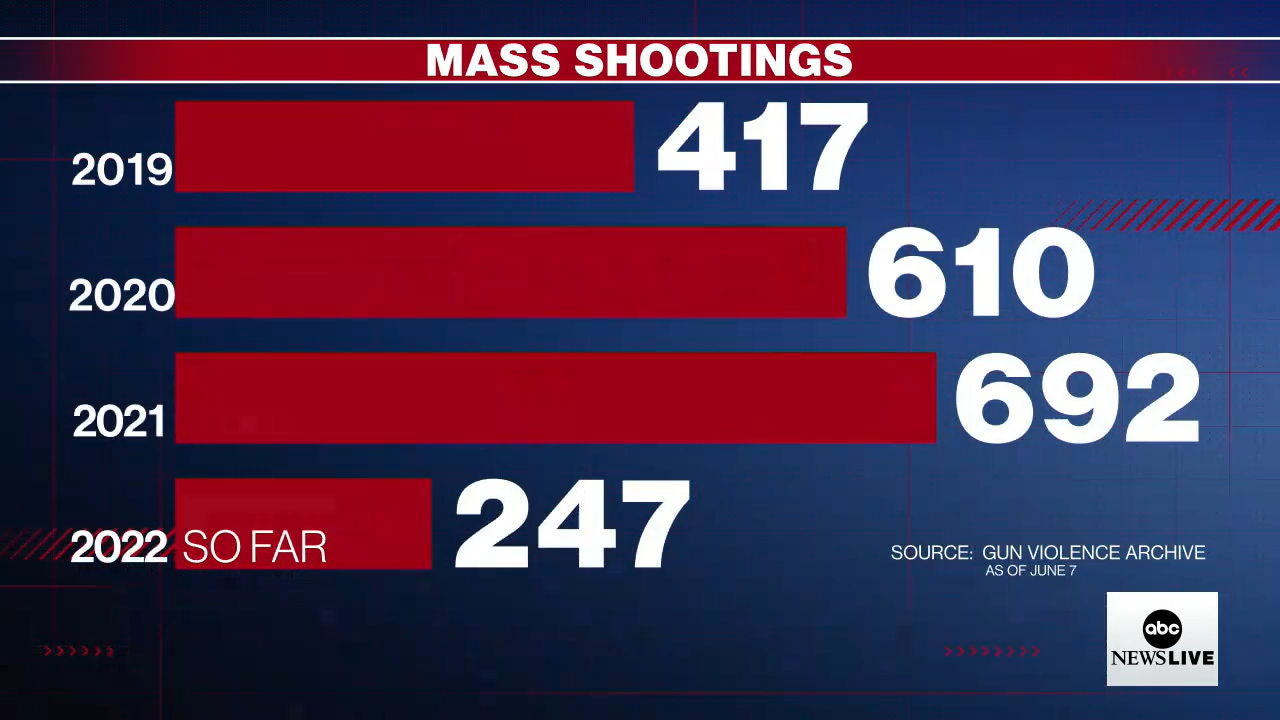 MASS SHOOTINGS
2019 417
2020 610
2021 692
2022 SO FAR 247
SOURCE: GUN VIOLENCE ARCHIVE
AS OF JUNE 7
abc
NEWSLIVE